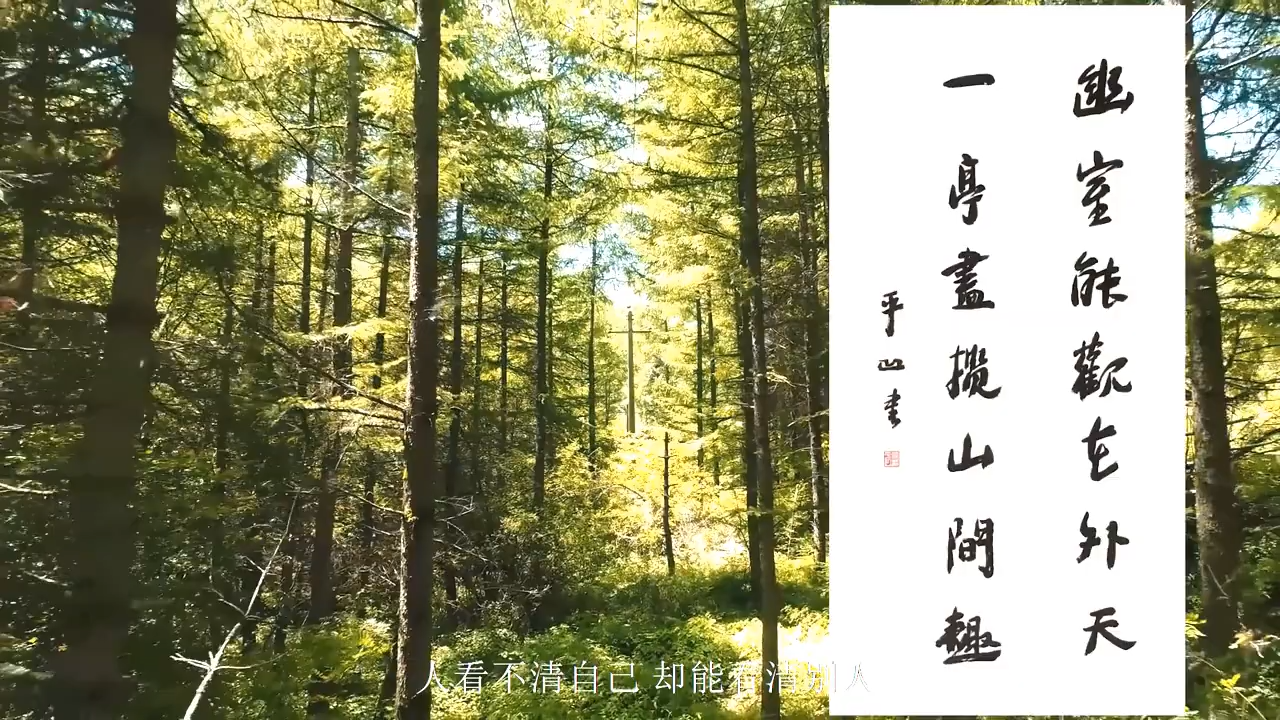 幽室能觀世外天
一亭盡攬山間趣
平凹書
人看不清自己 却能看清别人